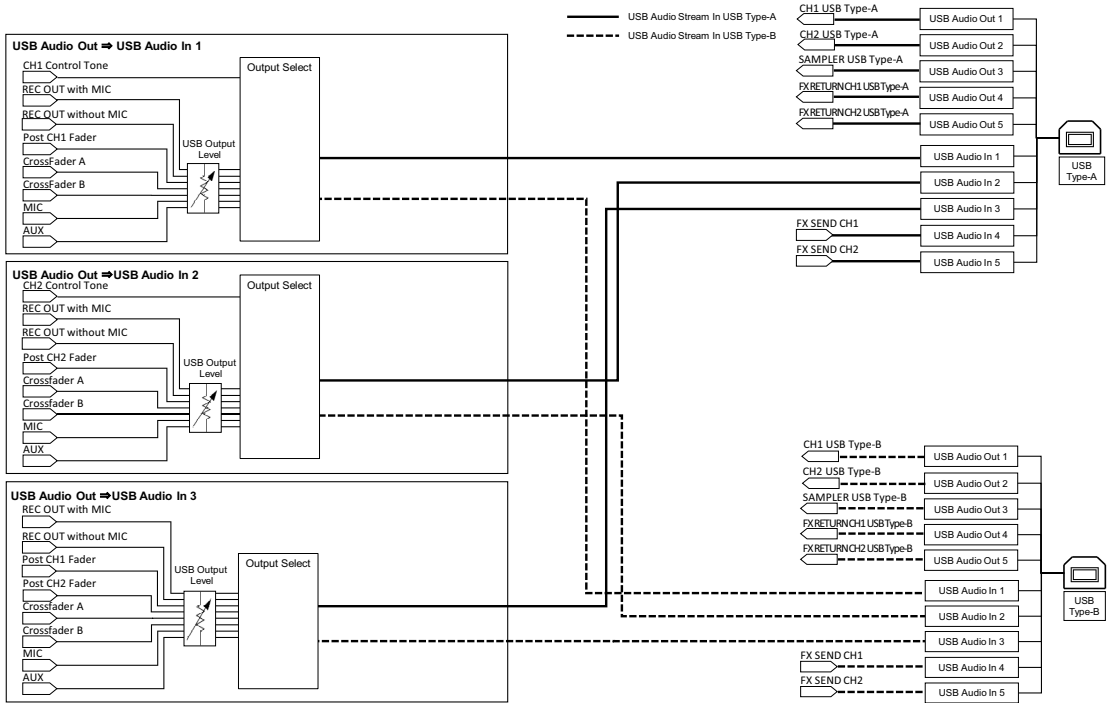 USB Audio Stream In USB Type-A
USB Audio Stream In USB Type-B
USB Audio Out ⇒ USB Audio In 1
CH1 Control Tone
REC OUT with MIC
REC OUT without MIC
Post CH1 Fader
CrossFader A
CrossFader B
MIC
AUX
USB Output
Level
Output Select
USB Audio Out ⇒USB Audio In 2
CH2 Control Tone
REC OUT with MIC
REC OUT without MIC
Post CH2 Fader
Crossfader A
Crossfader B
MIC
AUX
USB Output
Level
Output Select
USB Audio Out ⇒USB Audio In 3
REC OUT with MIC
REC OUT without MIC
Post CH1 Fader
Post CH2 Fader
Crossfader A
Crossfader B
MIC
AUX
USB Output
Level
Output Select
CH1 USB Type-A
USB Audio Out 1
CH2 USB Type-A
USB Audio Out 2
SAMPLER USB Type-A
USB Audio Out 3
FX RETURN CH1 USB Type-A
USB Audio Out 4
FX RETURN CH2 USB Type-A
USB Audio Out 5
USB Audio In 1
USB Audio In 2
USB Audio In 3
FX SEND CH1
USB Audio In 4
FX SEND CH2
USB Audio In 5
USB
Type-A
CH1 USB Type-B
USB Audio Out 1
CH2 USB Type-B
USB Audio Out 2
SAMPLER USB Type-B
USB Audio Out 3
FX RETURN CH1 USB Type-B
USB Audio Out 4
FX RETURN CH2 USB Type-B
USB Audio Out 5
USB Audio In 1
USB Audio In 2
USB Audio In 3
FX SEND CH1
USB Audio In 4
FX SEND CH2
USB Audio In 5
USB
Type-B